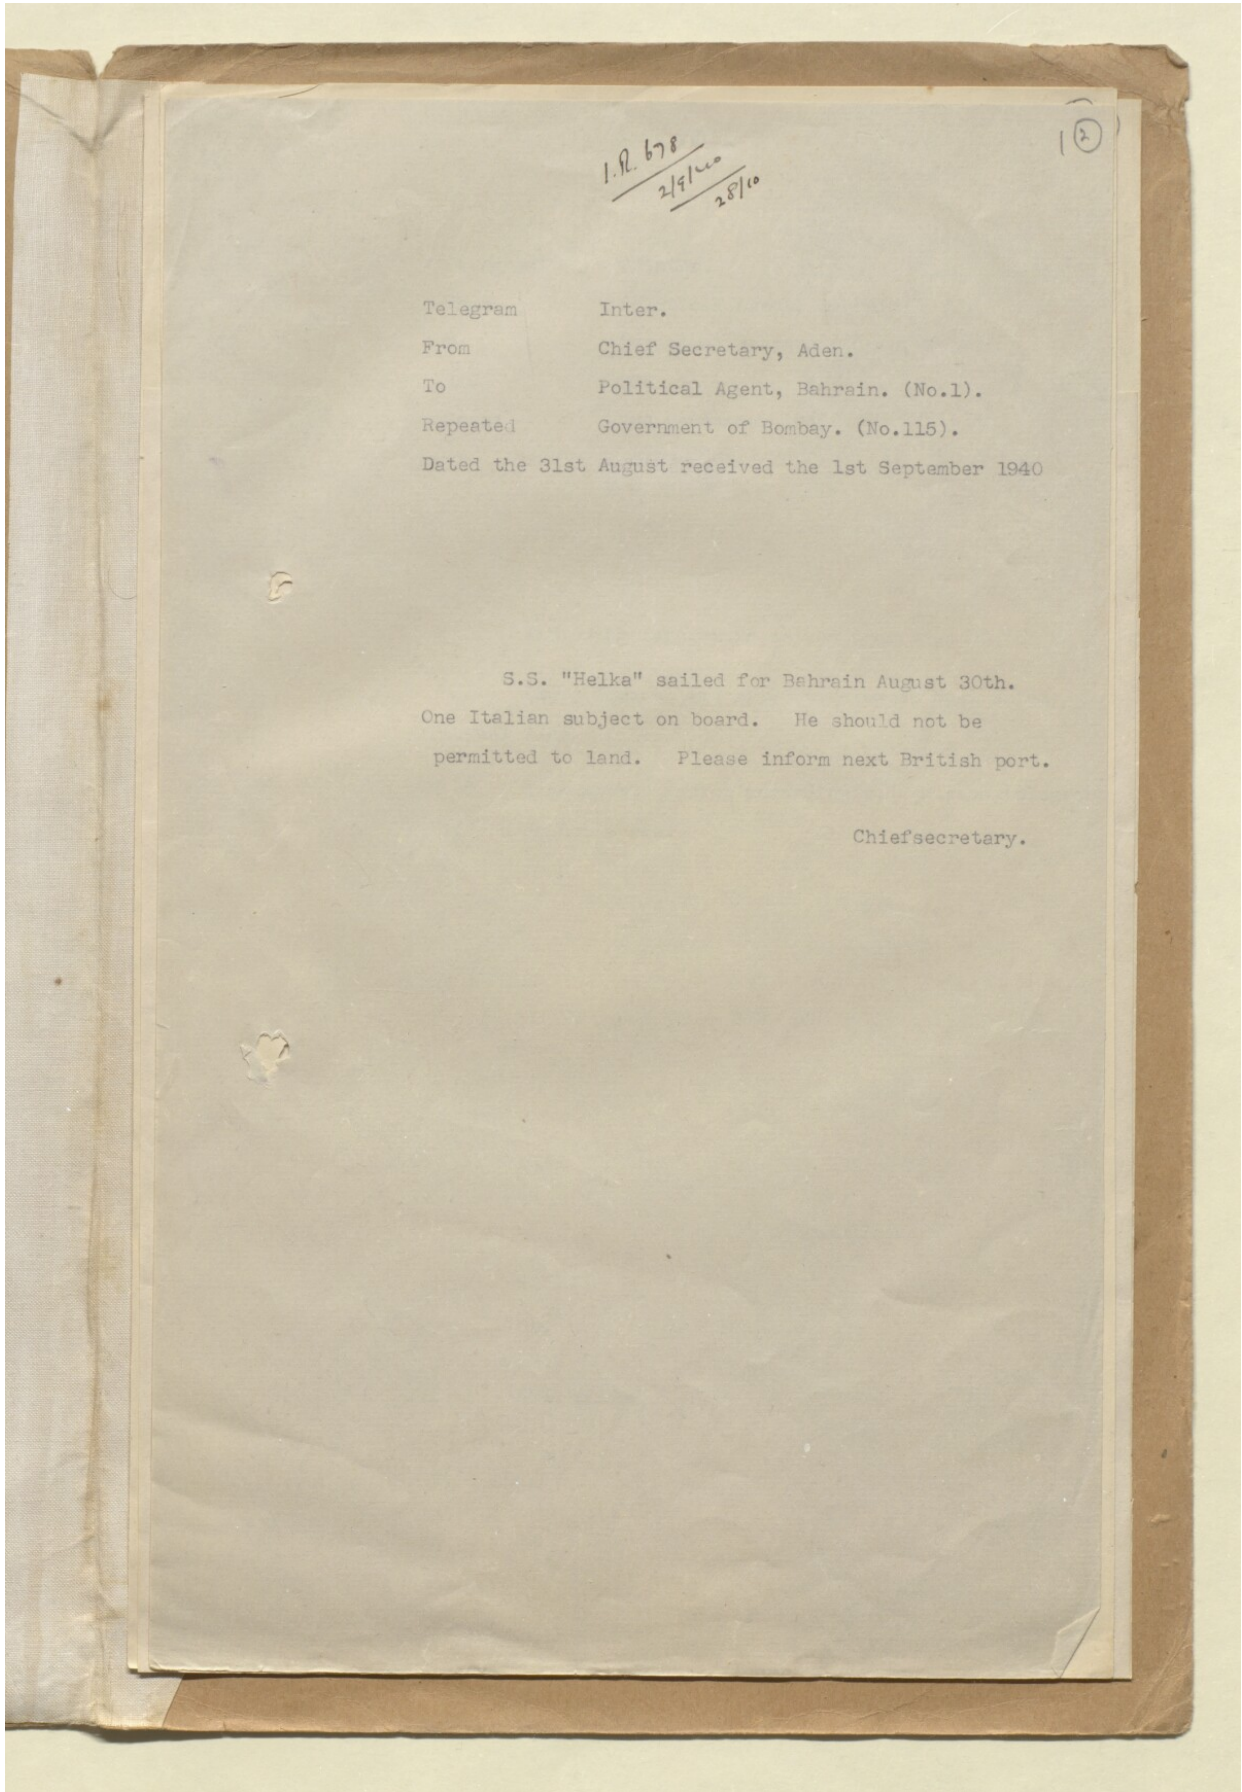 1 2
I.R. 678
2/9/40
28/10
Telegram Inter.
From Chief Secretary, Aden.
To Political Agent, Bahrain. (No.1).
Repeated Government of Bombay. (No.115).
Dated the 31st August received the 1st September 1940
S.S. "Helka" sailed for Bahrain August 30th.
One Italian subject on board. He should not be
permitted to land. Please inform next British port.
Chiefsecretary.